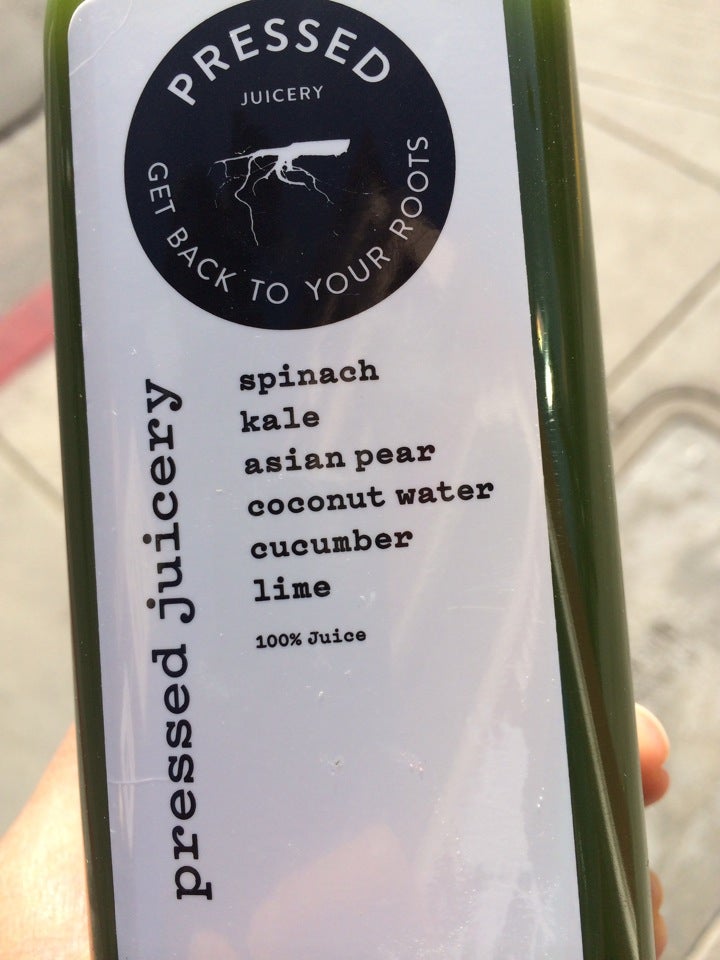 PRESSED
JUICERY
GET BACK TO YOUR ROOTS
pressed juicery
spinach
kale
asian pear
coconut water
cucumber
lime
100% Juice